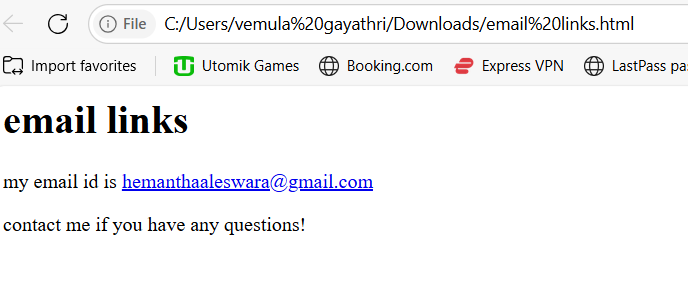 File C:/Users/vemula%20gayathri/Downloads/email%20links.html
Import favorites Utomik Games Booking.com Express VPN LastPass pa
email links
my email id is hemanthaaleswara@gmail.com
contact me if you have any questions!